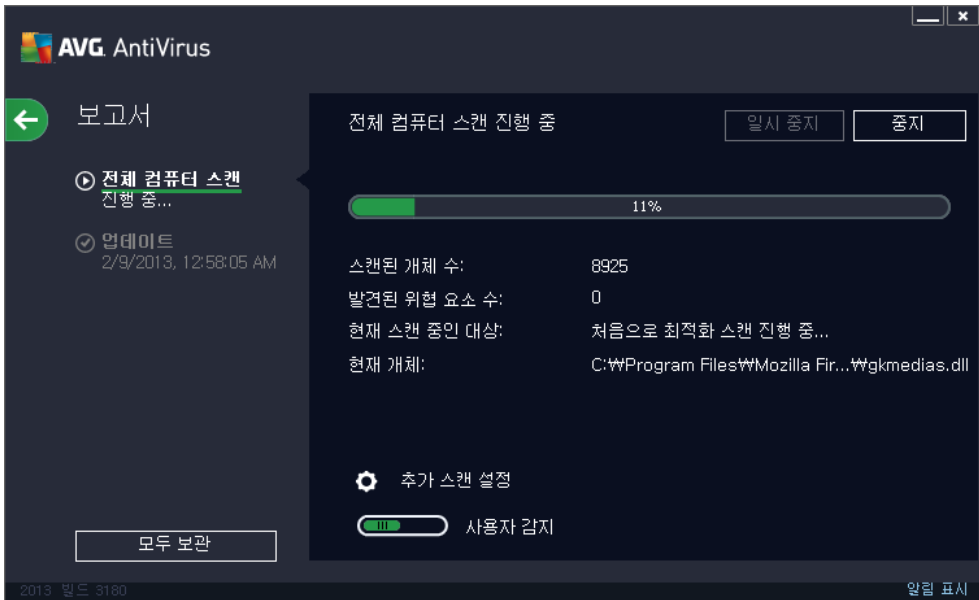 AVG. AntiVirus
보고서
전체 컴퓨터 스캔
진행 중...
업데이트
2/9/2013, 12:58:05 AM
모두 보관
전체 컴퓨터 스캔 진행 중
일시 중지
중지
11%
스캔된 개체 수: 8925
발견된 위협 요소 수: 0
현재 스캔 중인 대상: 처음으로 최적화 스캔 진행 중...
현재 개체: C:₩Program Files₩Mozilla Fir...₩gkmedias.dll
추가 스캔 설정
사용자 감지
2013 빌드 3180
알림 표시